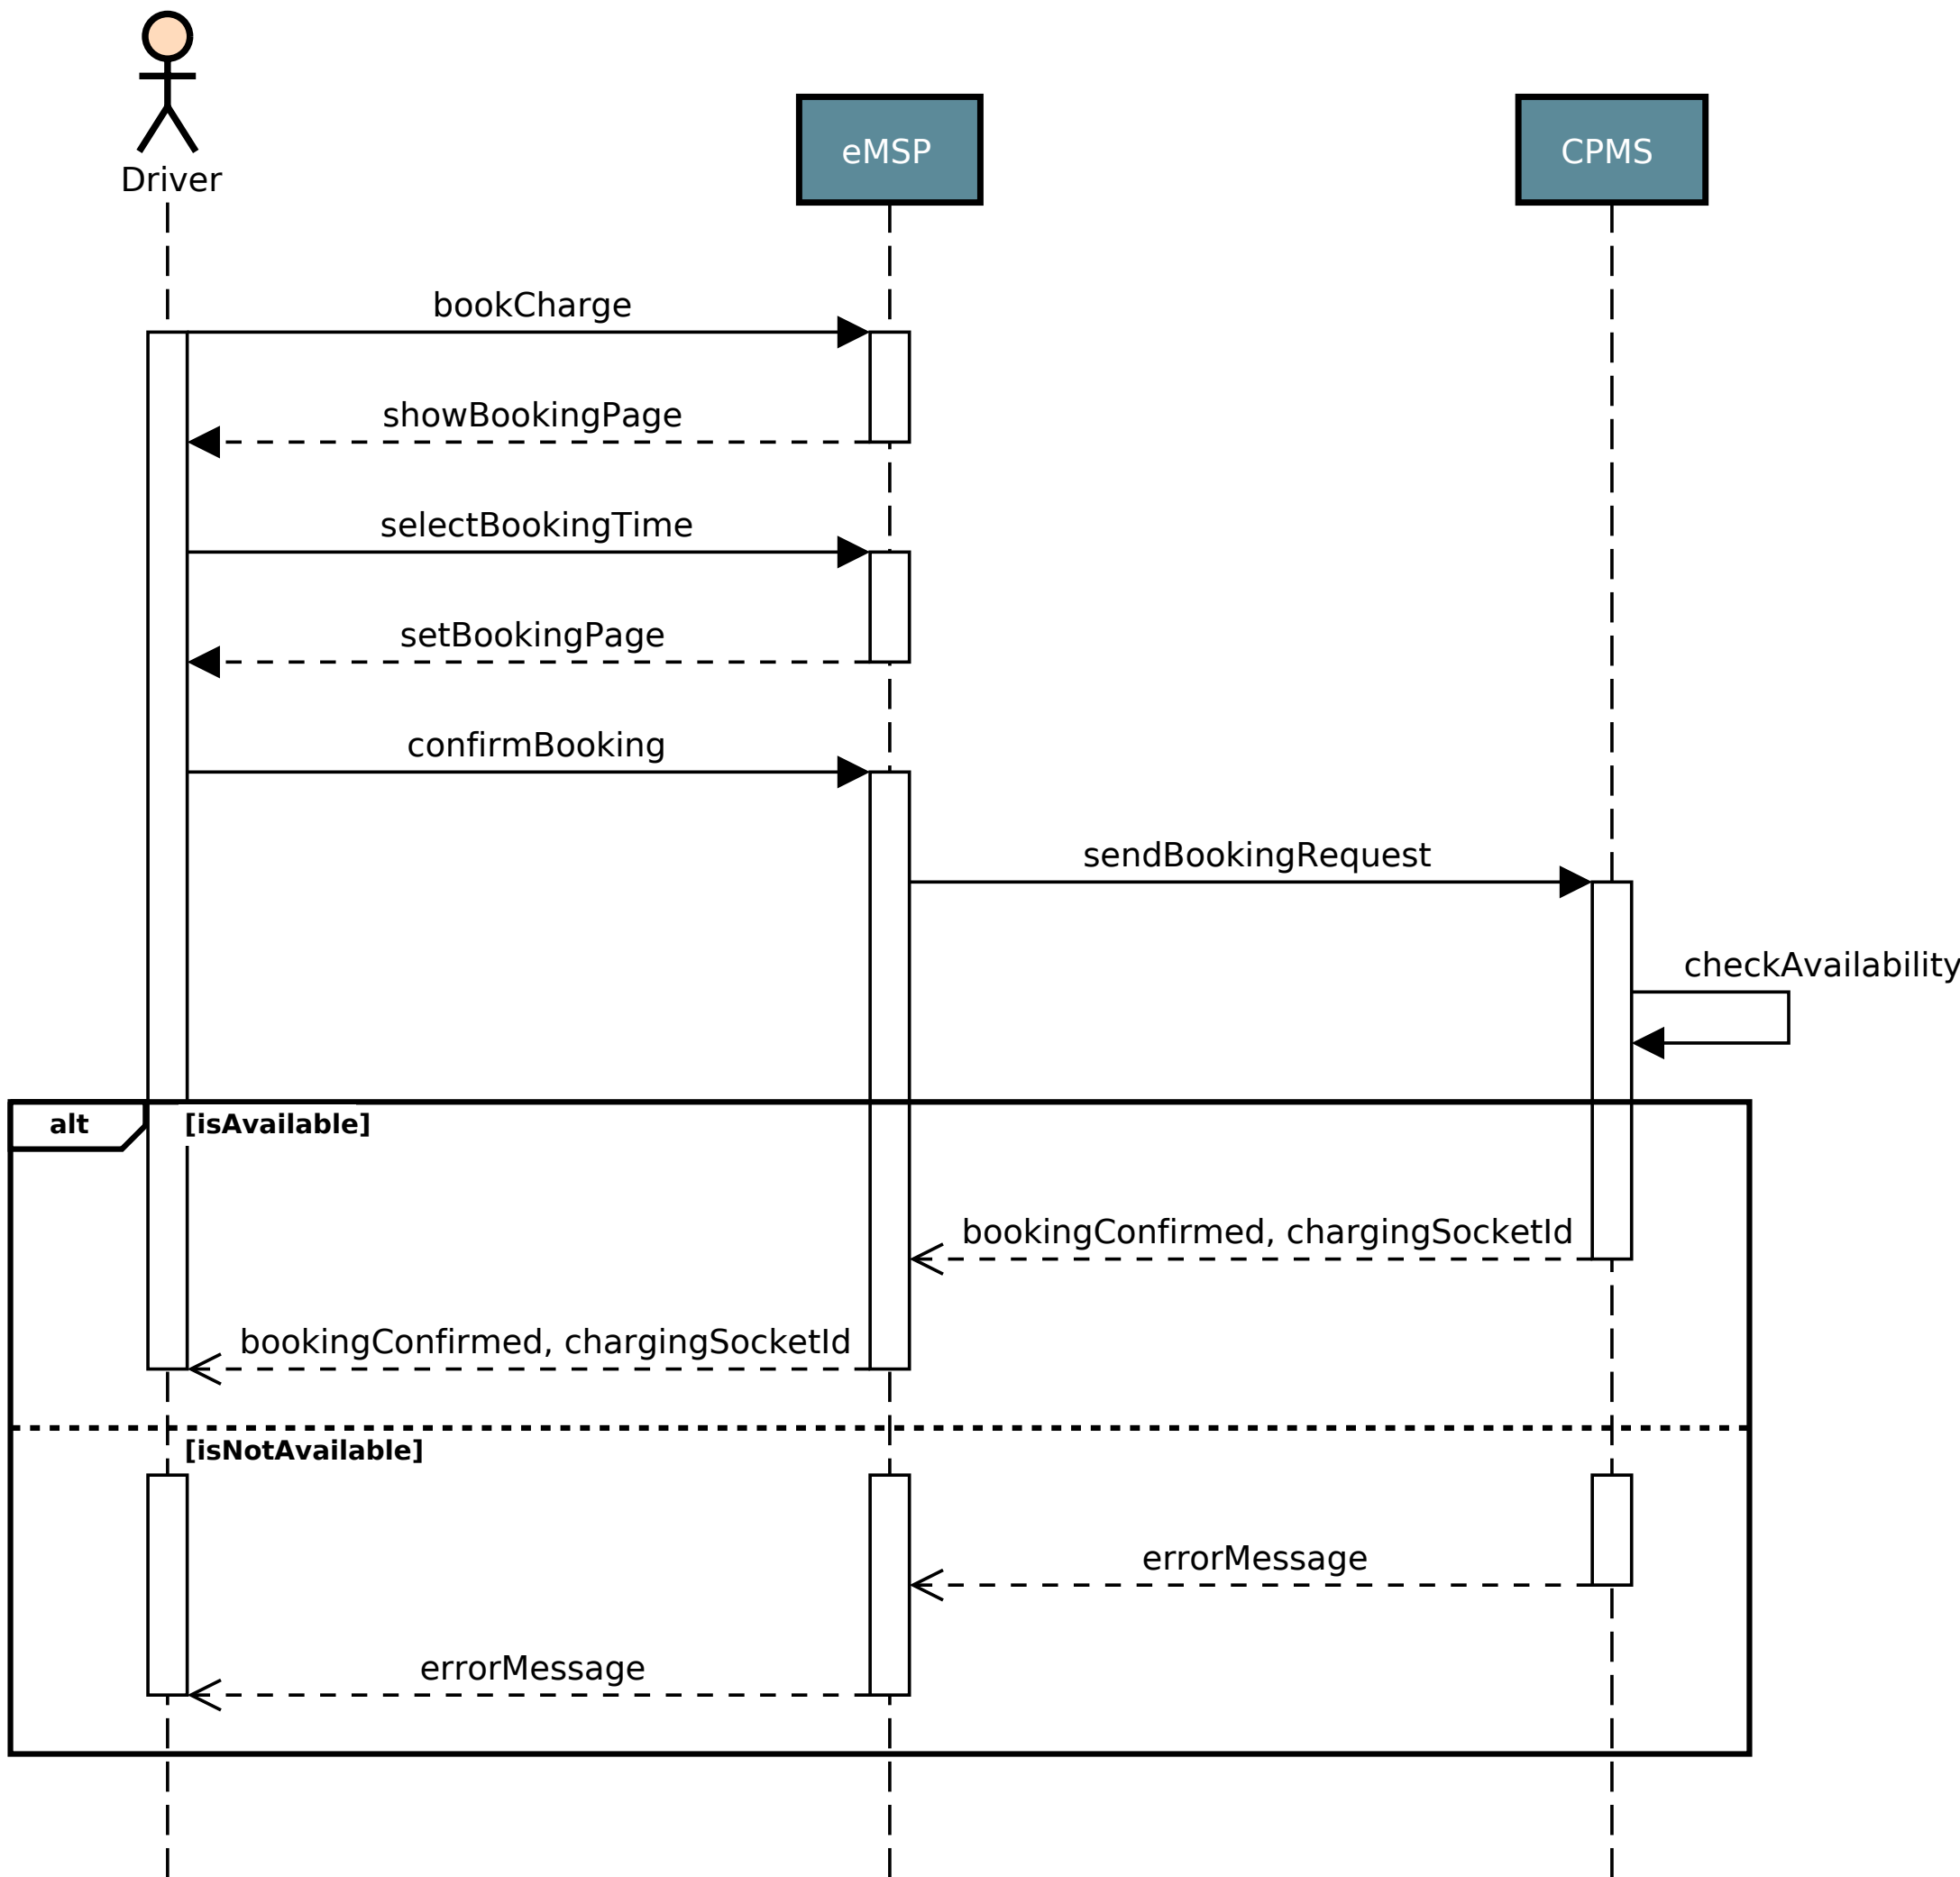 Driver
eMSP
CPMS
bookCharge
showBookingPage
selectBookingTime
setBookingPage
confirmBooking
sendBookingRequest
checkAvailability
alt
[isAvailable]
bookingConfirmed, chargingSocketId
bookingConfirmed, chargingSocketId
[isNotAvailable]
errorMessage
errorMessage